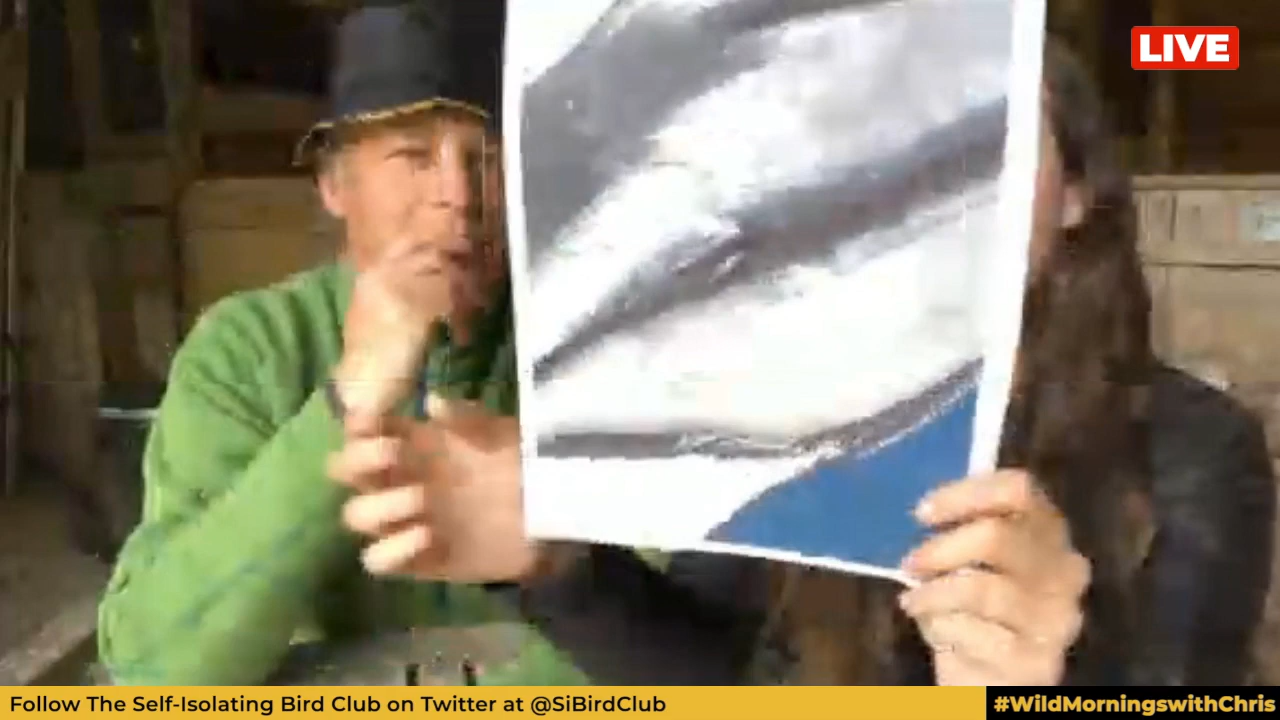 LIVE
Follow The Self-Isolating Bird Club on Twitter at @SiBirdClub
#WildMorningswithChris